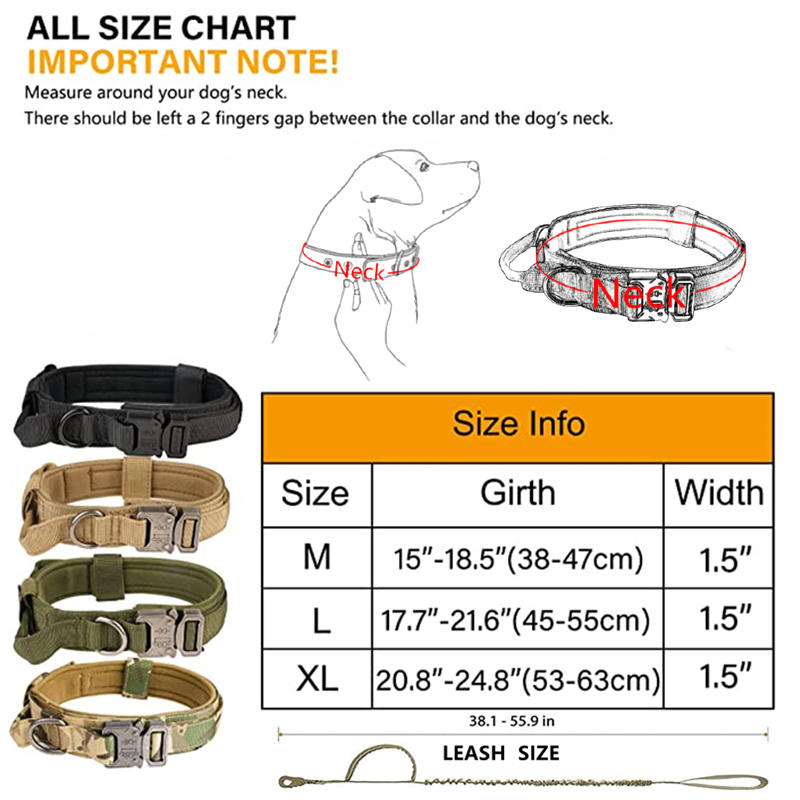 ALL SIZE CHART
IMPORTANT NOTE!
Measure around your dog's neck.
There should be left a 2 fingers gap between the collar and the dog's neck.
Neck
Neck
Size Info
Size Girth Width
M 15"-18.5"(38-47cm) 1.5"
L 17.7"-21.6"(45-55cm) 1.5"
XL 20.8"-24.8"(53-63cm) 1.5"
38.1 - 55.9 in
LEASH SIZE